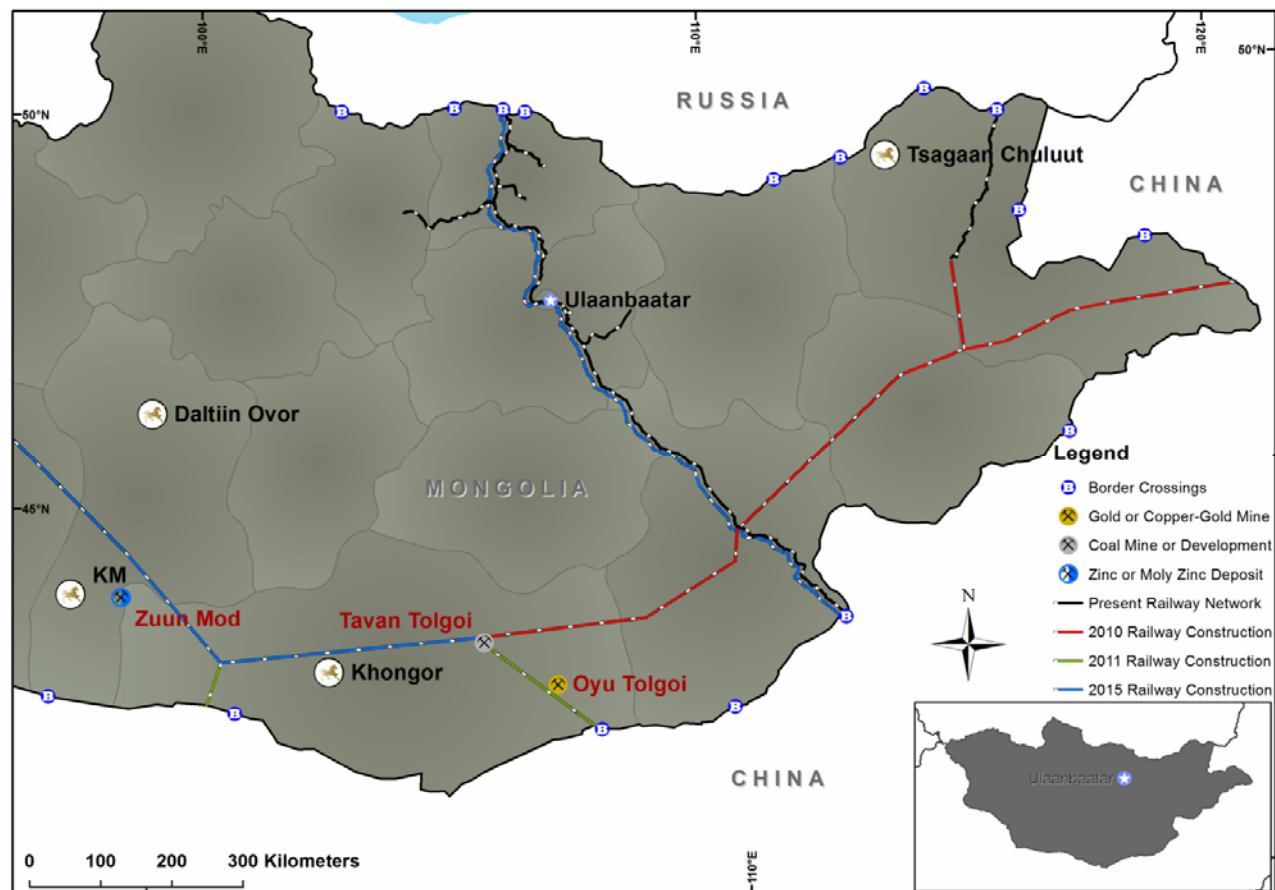 100°E
110°E
120°E
50°N
50°N
RUSSIA
Tsagaan Chuluut
CHINA
Ulaanbaatar
Daltiin Ovor
MONGOLIA
45°N
KM
Zuun Mod
Tavan Tolgoi
Khongor
Oyu Tolgoi
CHINA
Legend
B Border Crossings
Gold or Copper-Gold Mine
Coal Mine or Development
Zinc or Moly Zinc Deposit
Present Railway Network
2010 Railway Construction
2011 Railway Construction
2015 Railway Construction
N
Ulaanbaatar
0 100 200 300 Kilometers
110°E